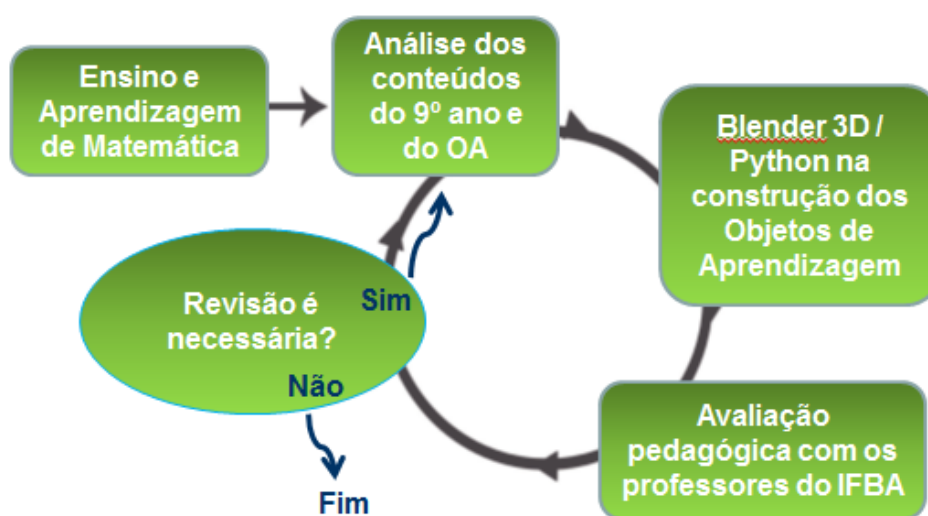 Ensino e
Aprendizagem
de Matemática
Análise dos
conteúdos
do 9º ano e
do OA
Blender 3D /
Python na
construção dos
Objetos de
Aprendizagem
Avaliação
pedagógica com os
professores do IFBA
Revisão é
necessária?
Sim
Não
Fim